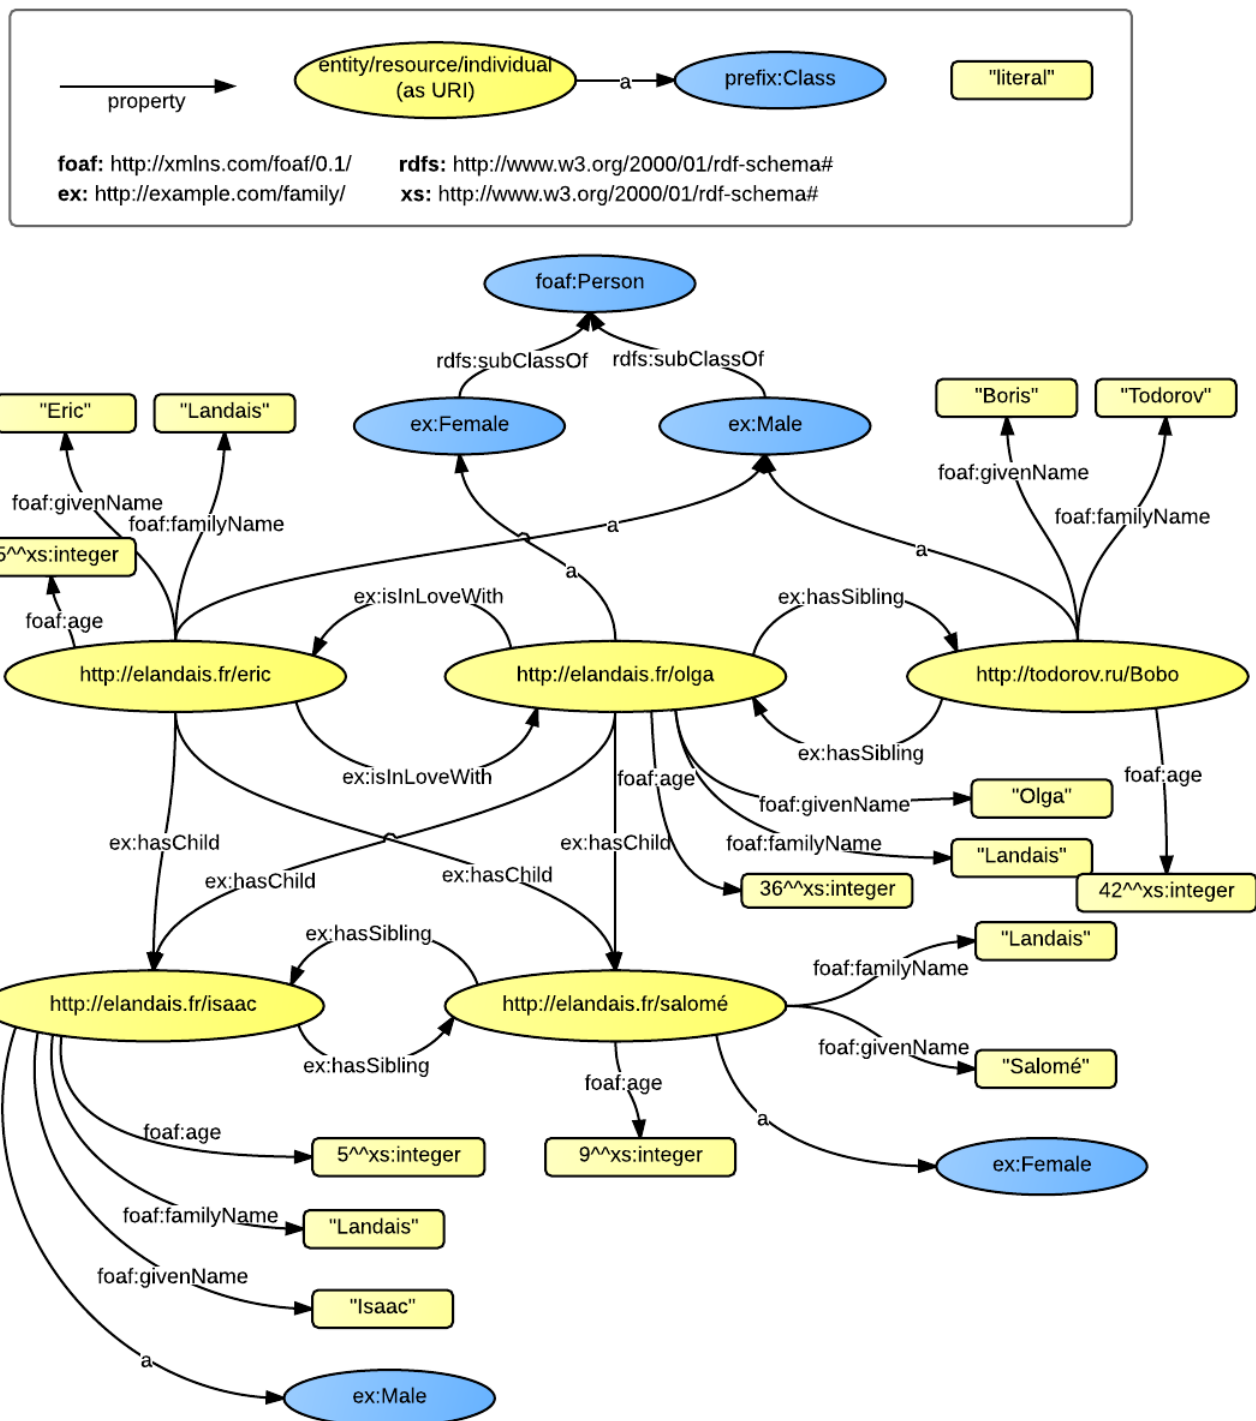 entity/resource/individual
(as URI)
a
prefix:Class
"literal"
property
foaf: http://xmlns.com/foaf/0.1/
rdfs: http://www.w3.org/2000/01/rdf-schema#
ex: http://example.com/family/
xs: http://www.w3.org/2000/01/rdf-schema#
foaf:Person
rdfs:subClassOf
rdfs:subClassOf
"Eric"
"Landais"
ex:Female
ex:Male
"Boris"
"Todorov"
foaf:givenName
foaf:familyName
a
foaf:givenName
foaf:familyName
5^^xs:integer
a
a
foaf:age
ex:isInLoveWith
ex:hasSibling
http://elandais.fr/eric
http://elandais.fr/olga
http://todorov.ru/Bobo
ex:isInLoveWith
foaf:age
ex:hasSibling
foaf:age
foaf:givenName
"Olga"
ex:hasChild
ex:hasChild
foaf:familyName
"Landais"
ex:hasChild
ex:hasChild
36^^xs:integer
42^^xs:integer
ex:hasSibling
"Landais"
foaf:familyName
http://elandais.fr/isaac
http://elandais.fr/salomé
ex:hasSibling
foaf:givenName
"Salomé"
foaf:age
foaf:age
a
5^^xs:integer
9^^xs:integer
ex:Female
foaf:familyName
"Landais"
foaf:givenName
"Isaac"
a
ex:Male